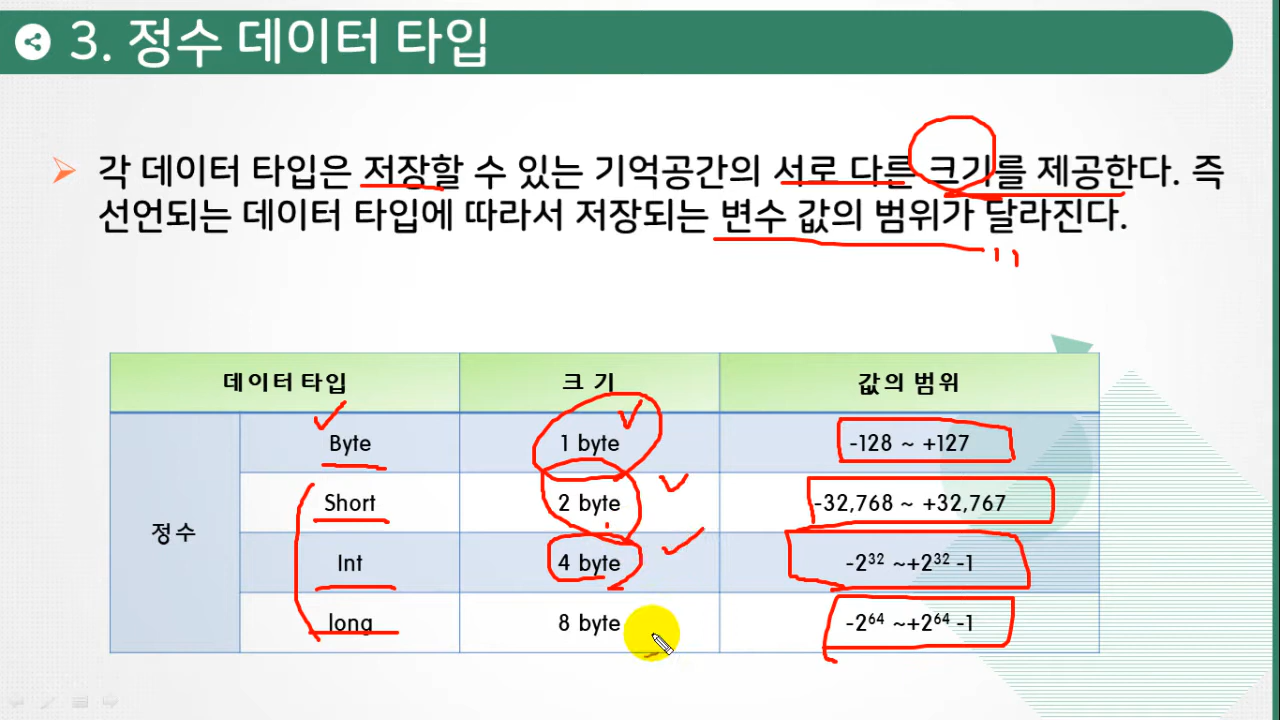 3. 정수 데이터 타입
각 데이터 타입은 저장할 수 있는 기억공간의 서로 다른 크기를 제공한다. 즉
선언되는 데이터 타입에 따라서 저장되는 변수 값의 범위가 달라진다.
데이터 타입 크 기 값의 범위
정수
Byte 1 byte -128 ~ +127
Short 2 byte -32,768 ~ +32,767
Int 4 byte -2³² ~+2³² -1
long 8 byte -2⁶⁴ ~+2⁶⁴ -1